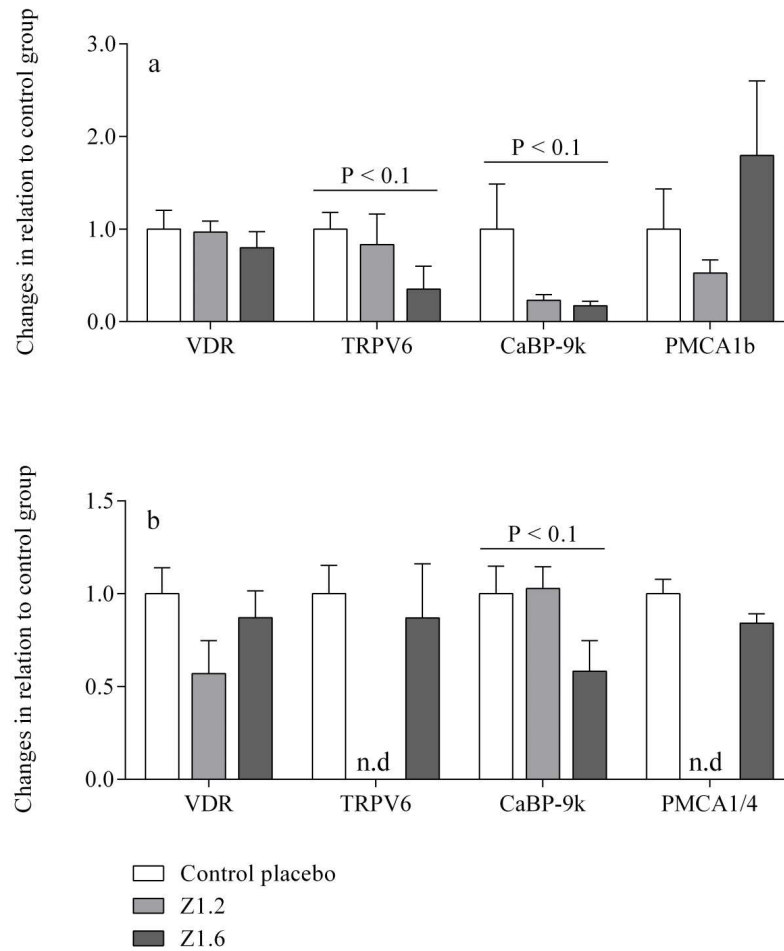 Changes in relation to control group
a
3.0
2.0
1.0
0.0
P < 0.1
P < 0.1
VDR TRPV6 CaBP-9k PMCA1b
Changes in relation to control group
b
1.5
1.0
0.5
0.0
P < 0.1
n.d
n.d
VDR TRPV6 CaBP-9k PMCA1/4
Control placebo
Z1.2
Z1.6